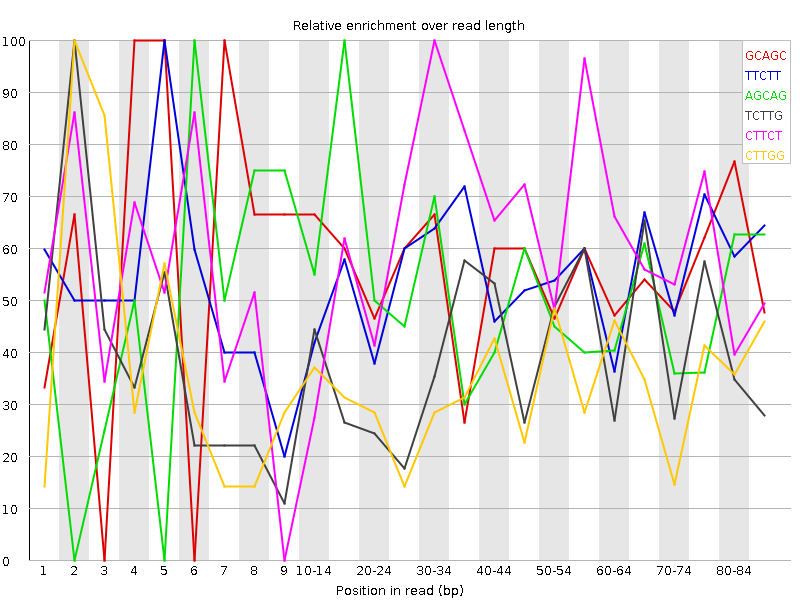 Relative enrichment over read length
100
90
80
70
60
50
40
30
20
10
0
GCAGC
TTCTT
AGCAG
TCTTG
CTTCT
CTTGG
1 2 3 4 5 6 7 8 9 10-14 20-24 30-34 40-44 50-54 60-64 70-74 80-84
Position in read (bp)